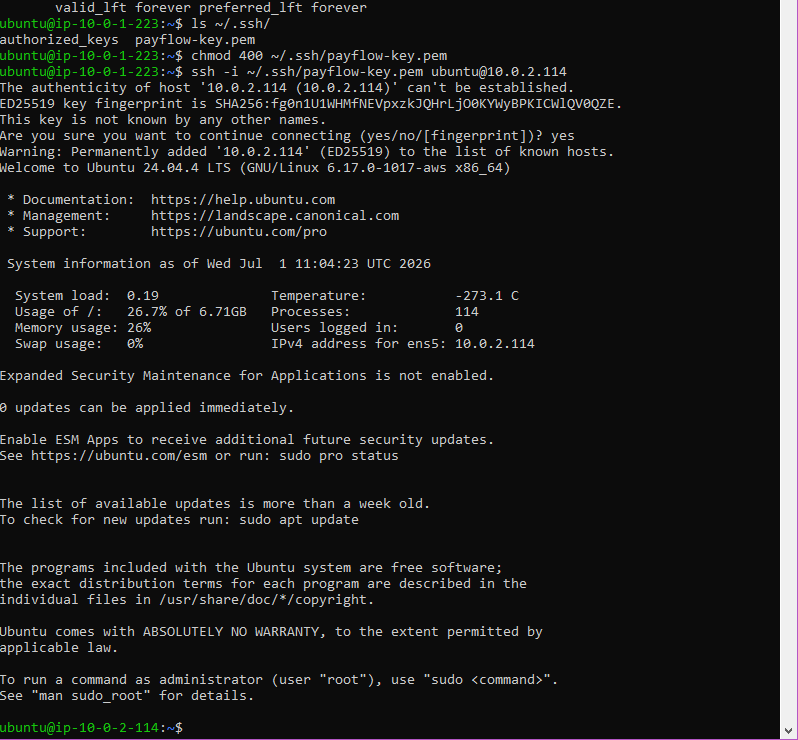 valid_lft forever preferred_lft forever
ubuntu@ip-10-0-1-223:~$ ls ~/.ssh/
authorized_keys  payflow-key.pem
ubuntu@ip-10-0-1-223:~$ chmod 400 ~/.ssh/payflow-key.pem
ubuntu@ip-10-0-1-223:~$ ssh -i ~/.ssh/payflow-key.pem ubuntu@10.0.2.114
The authenticity of host '10.0.2.114 (10.0.2.114)' can't be established.
ED25519 key fingerprint is SHA256:fg0n1U1WHMfNEVpxzkJQHrLjO0KYWyBPKICWlQV0QZE.
This key is not known by any other names.
Are you sure you want to continue connecting (yes/no/[fingerprint])? yes
Warning: Permanently added '10.0.2.114' (ED25519) to the list of known hosts.
Welcome to Ubuntu 24.04.4 LTS (GNU/Linux 6.17.0-1017-aws x86_64)
* Documentation:  https://help.ubuntu.com
* Management:     https://landscape.canonical.com
* Support:        https://ubuntu.com/pro
System information as of Wed Jul  1 11:04:23 UTC 2026
System load:  0.19              Temperature:           -273.1 C
Usage of /:   26.7% of 6.71GB   Processes:             114
Memory usage: 26%               Users logged in:       0
Swap usage:   0%                IPv4 address for ens5: 10.0.2.114
Expanded Security Maintenance for Applications is not enabled.
0 updates can be applied immediately.
Enable ESM Apps to receive additional future security updates.
See https://ubuntu.com/esm or run: sudo pro status
The list of available updates is more than a week old.
To check for new updates run: sudo apt update
The programs included with the Ubuntu system are free software;
the exact distribution terms for each program are described in the
individual files in /usr/share/doc/*/copyright.
Ubuntu comes with ABSOLUTELY NO WARRANTY, to the extent permitted by
applicable law.
To run a command as administrator (user "root"), use "sudo <command>".
See "man sudo_root" for details.
ubuntu@ip-10-0-2-114:~$